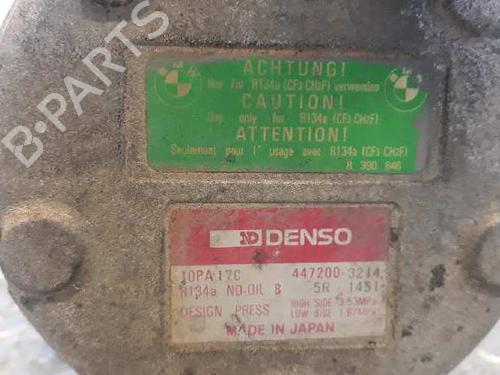 B-PARTS
ACHTUNG!
Nur für R134a (CF3 CH2F) verwenden
CAUTION!
Use only for R134a (CF3 CH2F)
ATTENTION!
Seulement pour l' usage avec R134a (CF3 CH2F)
8 390 646
ND DENSO
10PA17C 447200-3214
R134a ND-OIL 8 5R 1451
DESIGN PRESS HIGH SIDE 3.53MPa
LOW SIDE 1.67MPa
MADE IN JAPAN